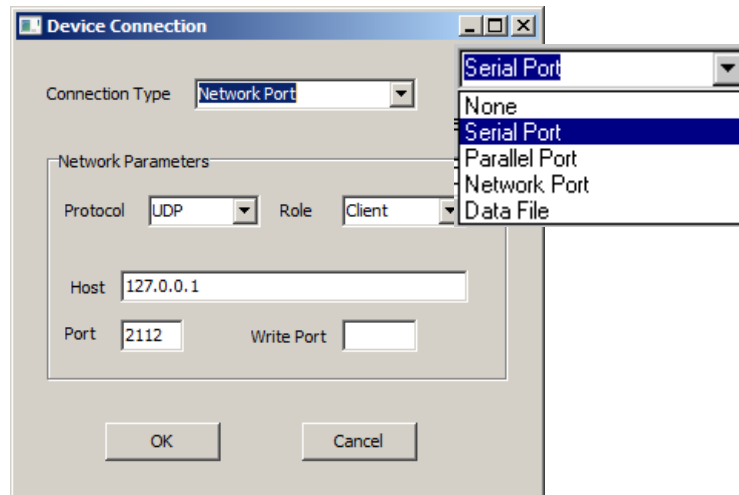 Device Connection
Connection Type Network Port
Serial Port
None
Serial Port
Parallel Port
Network Port
Data File
Network Parameters
Protocol UDP Role Client
Host 127.0.0.1
Port 2112 Write Port
OK Cancel